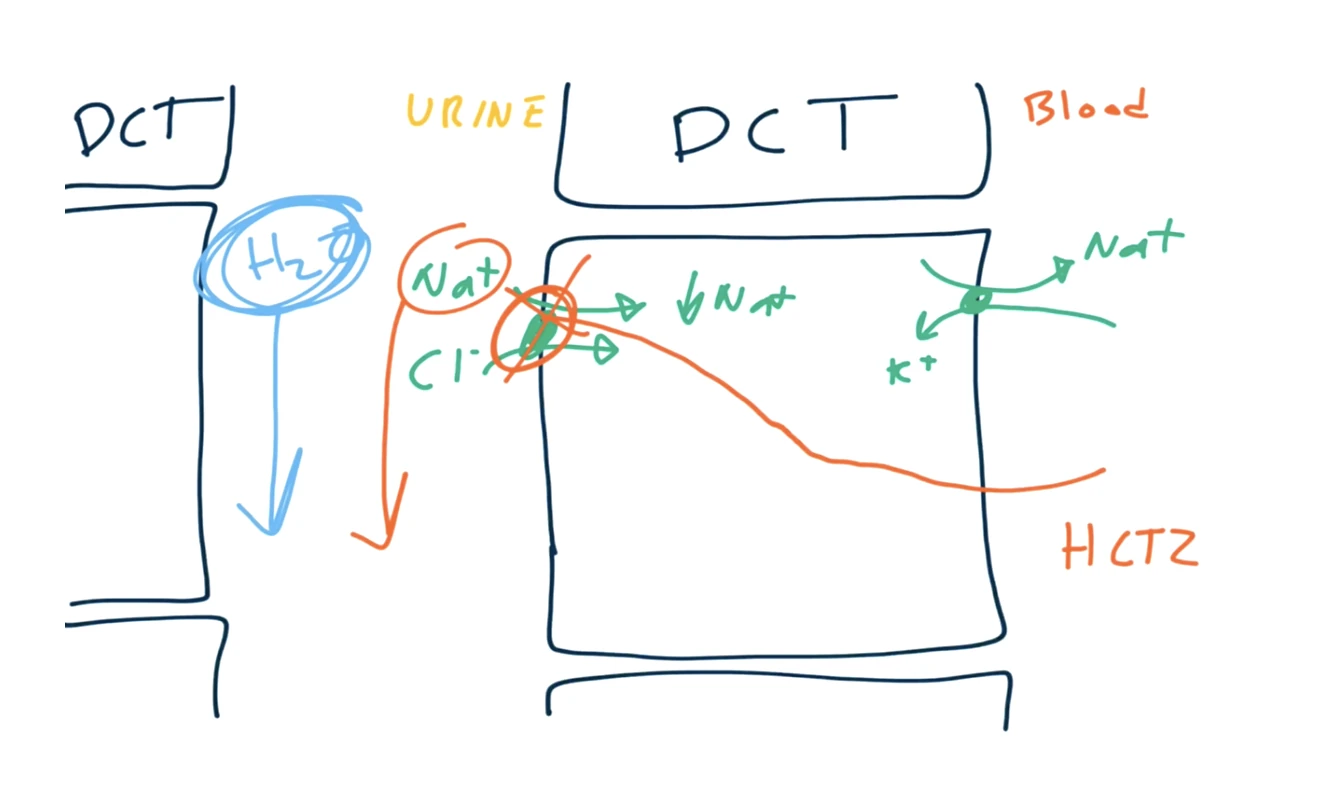 DCT
URINE
DCT
Blood
H2O
Na+
Cl-
↓Na+
Na+
K+
HCTZ